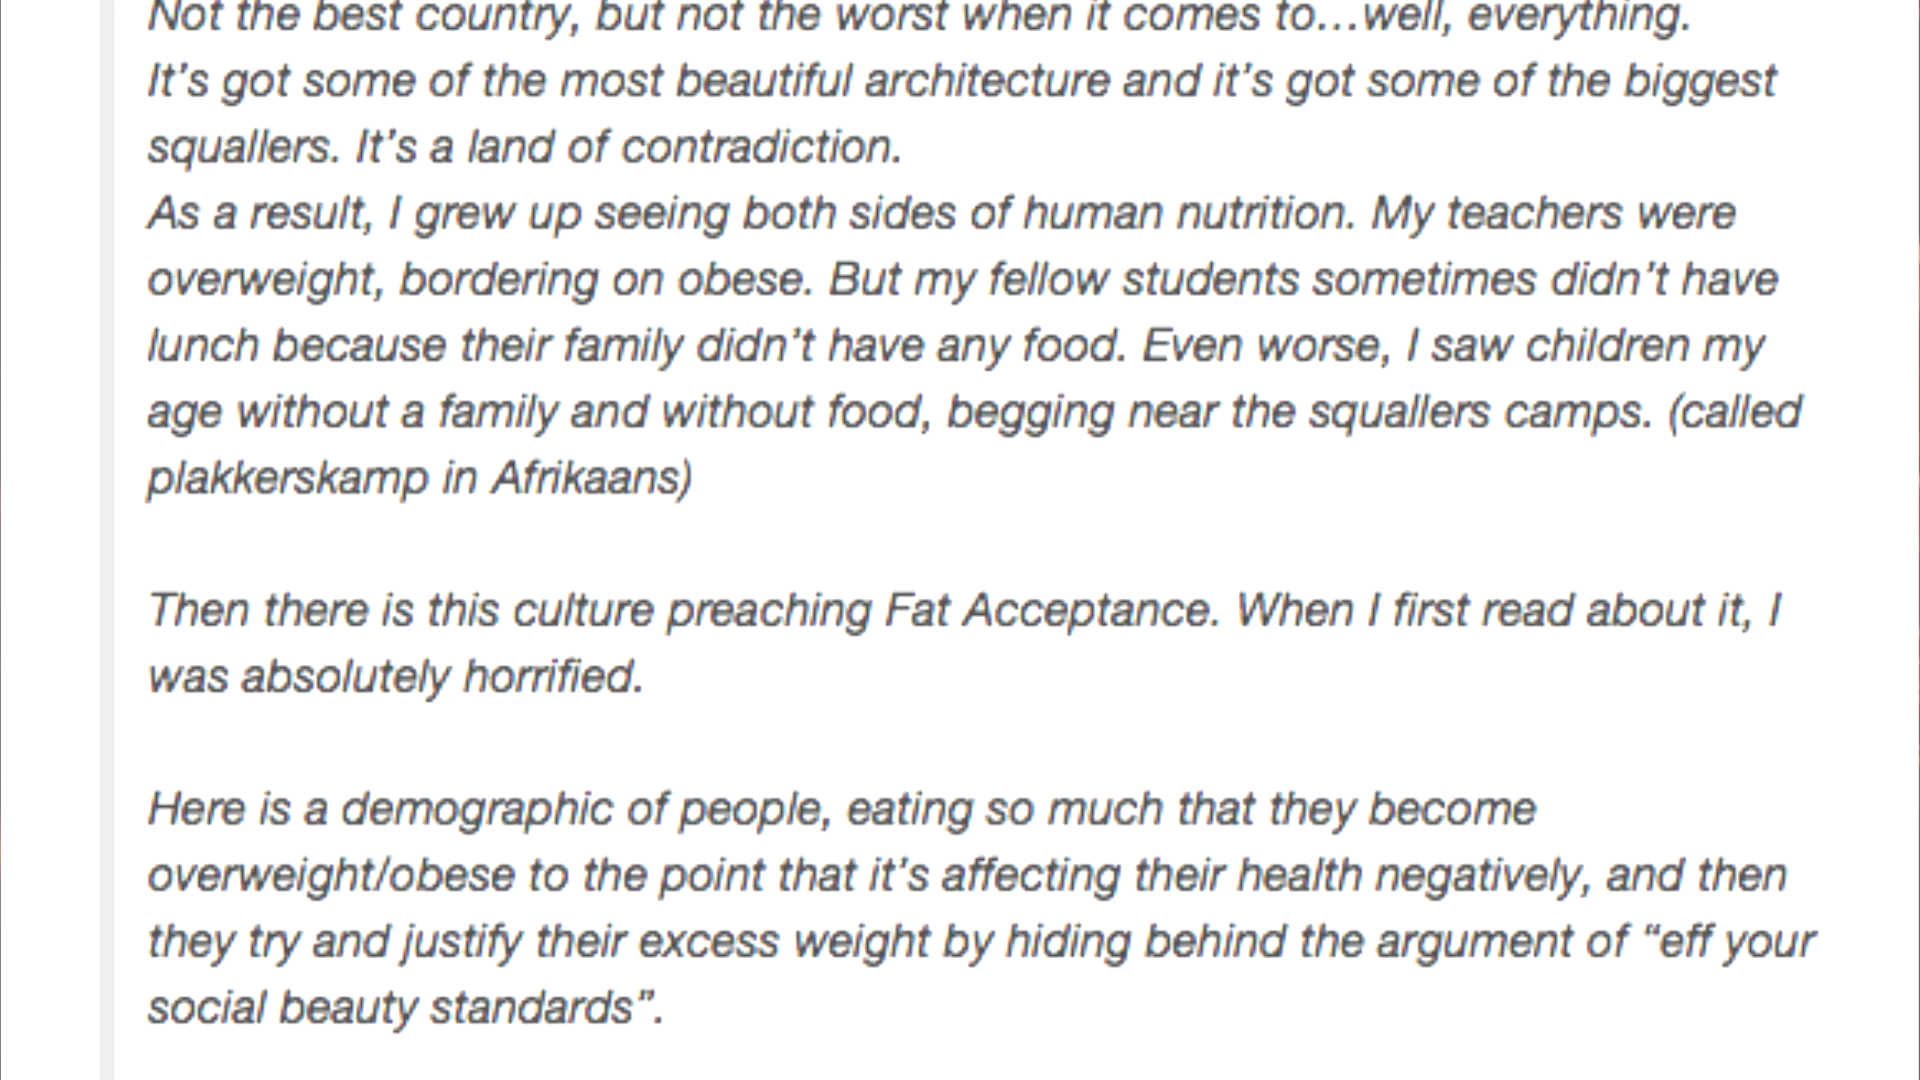 Not the best country, but not the worst when it comes to...well, everything.
It’s got some of the most beautiful architecture and it’s got some of the biggest
squallers. It’s a land of contradiction.
As a result, I grew up seeing both sides of human nutrition. My teachers were
overweight, bordering on obese. But my fellow students sometimes didn’t have
lunch because their family didn’t have any food. Even worse, I saw children my
age without a family and without food, begging near the squallers camps. (called
plakkerskamp in Afrikaans)
Then there is this culture preaching Fat Acceptance. When I first read about it, I
was absolutely horrified.
Here is a demographic of people, eating so much that they become
overweight/obese to the point that it’s affecting their health negatively, and then
they try and justify their excess weight by hiding behind the argument of “eff your
social beauty standards”.